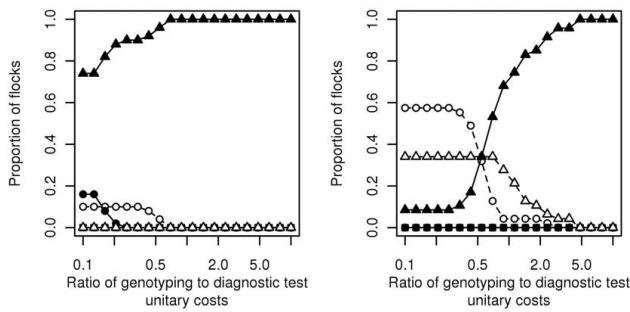 Proportion of flocks
1.0
0.8
0.6
0.4
0.2
0.0
0.1 0.5 2.0 5.0
Ratio of genotyping to diagnostic test
unitary costs
Proportion of flocks
1.0
0.8
0.6
0.4
0.2
0.0
0.1 0.5 2.0 5.0
Ratio of genotyping to diagnostic test
unitary costs